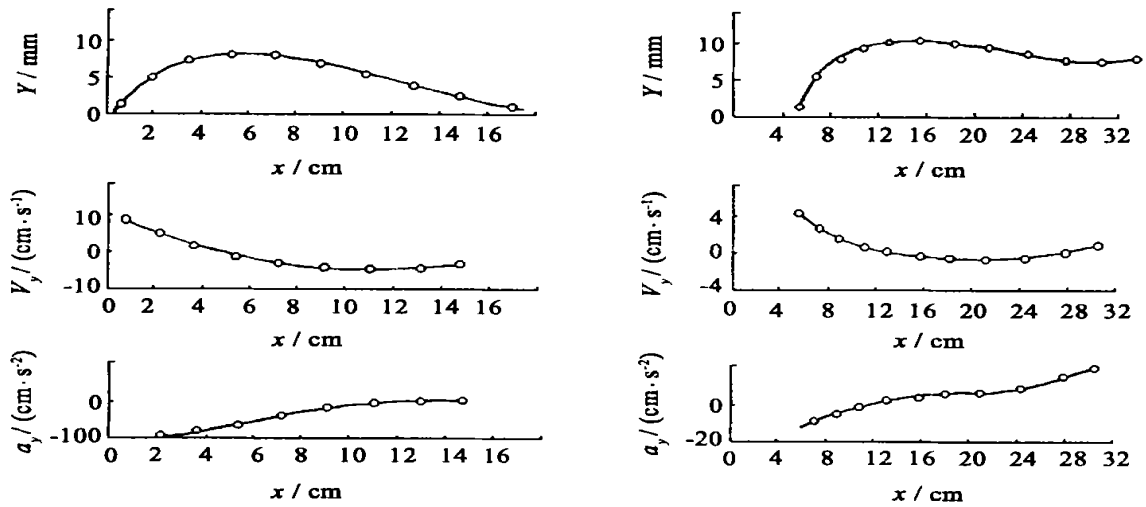 Y / mm
10
5
0
2 4 6 8 10 12 14 16
x / cm
V_y / (cm·s⁻¹)
10
0
-10
0 2 4 6 8 10 12 14 16
x / cm
a_y / (cm·s⁻²)
0
-100
0 2 4 6 8 10 12 14 16
x / cm
Y / mm
10
5
0
4 8 12 16 20 24 28 32
x / cm
V_y / (cm·s⁻¹)
4
0
-4
0 4 8 13 16 20 24 28 32
x / cm
a_y / (cm·s⁻²)
0
-20
0 4 8 13 16 20 24 28 32
x / cm